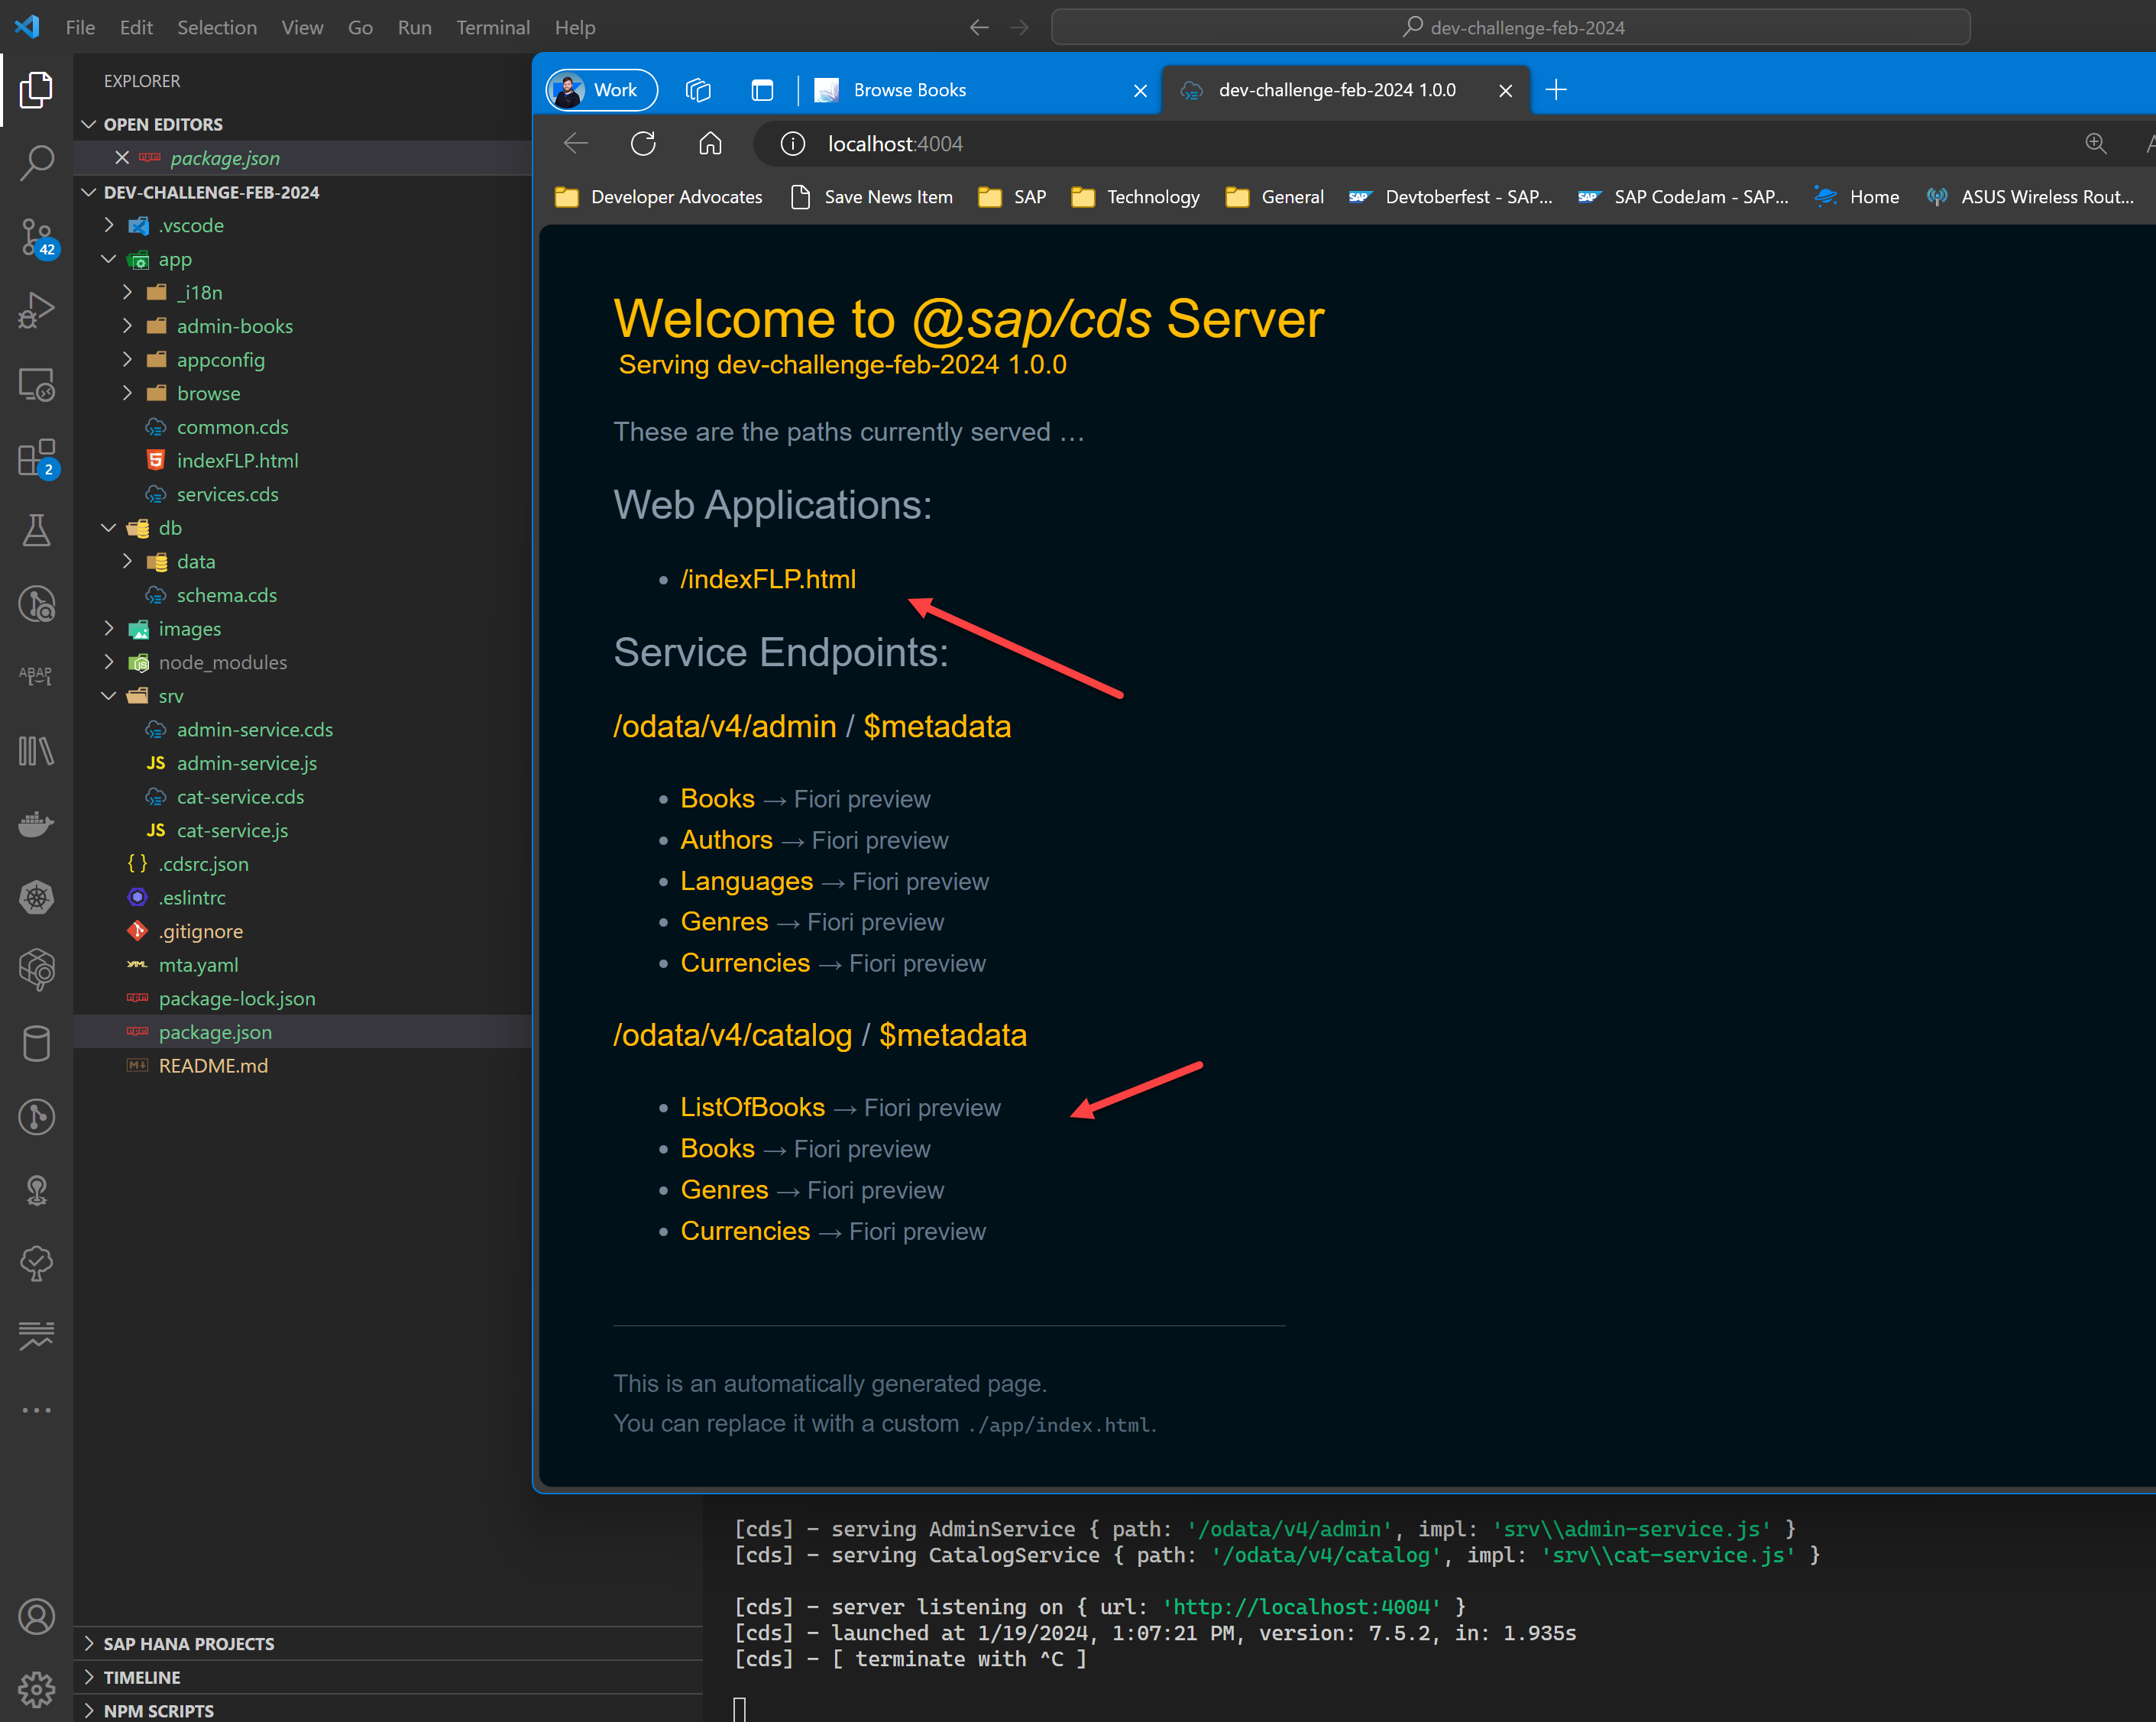 File Edit Selection View Go Run Terminal Help
dev-challenge-feb-2024
EXPLORER
OPEN EDITORS
package.json
DEV-CHALLENGE-FEB-2024
.vscode
app
_i18n
admin-books
appconfig
browse
common.cds
indexFLP.html
services.cds
db
data
schema.cds
images
node_modules
srv
admin-service.cds
JS admin-service.js
cat-service.cds
JS cat-service.js
{ } .cdsrc.json
.eslintrc
.gitignore
YAML mta.yaml
package-lock.json
package.json
M↓ README.md
SAP HANA PROJECTS
TIMELINE
NPM SCRIPTS
42
2
ABAP
Work
Browse Books
dev-challenge-feb-2024 1.0.0
localhost:4004
A
Developer Advocates
Save News Item
SAP
Technology
General
SAP Devtoberfest - SAP...
SAP SAP CodeJam - SAP...
Home
ASUS Wireless Rout...
Welcome to @sap/cds Server
Serving dev-challenge-feb-2024 1.0.0
These are the paths currently served …
Web Applications:
• /indexFLP.html
Service Endpoints:
/odata/v4/admin / $metadata
• Books → Fiori preview
• Authors → Fiori preview
• Languages → Fiori preview
• Genres → Fiori preview
• Currencies → Fiori preview
/odata/v4/catalog / $metadata
• ListOfBooks → Fiori preview
• Books → Fiori preview
• Genres → Fiori preview
• Currencies → Fiori preview
This is an automatically generated page.
You can replace it with a custom ./app/index.html.
[cds] - serving AdminService { path: '/odata/v4/admin', impl: 'srv\\admin-service.js' }
[cds] - serving CatalogService { path: '/odata/v4/catalog', impl: 'srv\\cat-service.js' }
[cds] - server listening on { url: 'http://localhost:4004' }
[cds] - launched at 1/19/2024, 1:07:21 PM, version: 7.5.2, in: 1.935s
[cds] - [ terminate with ^C ]